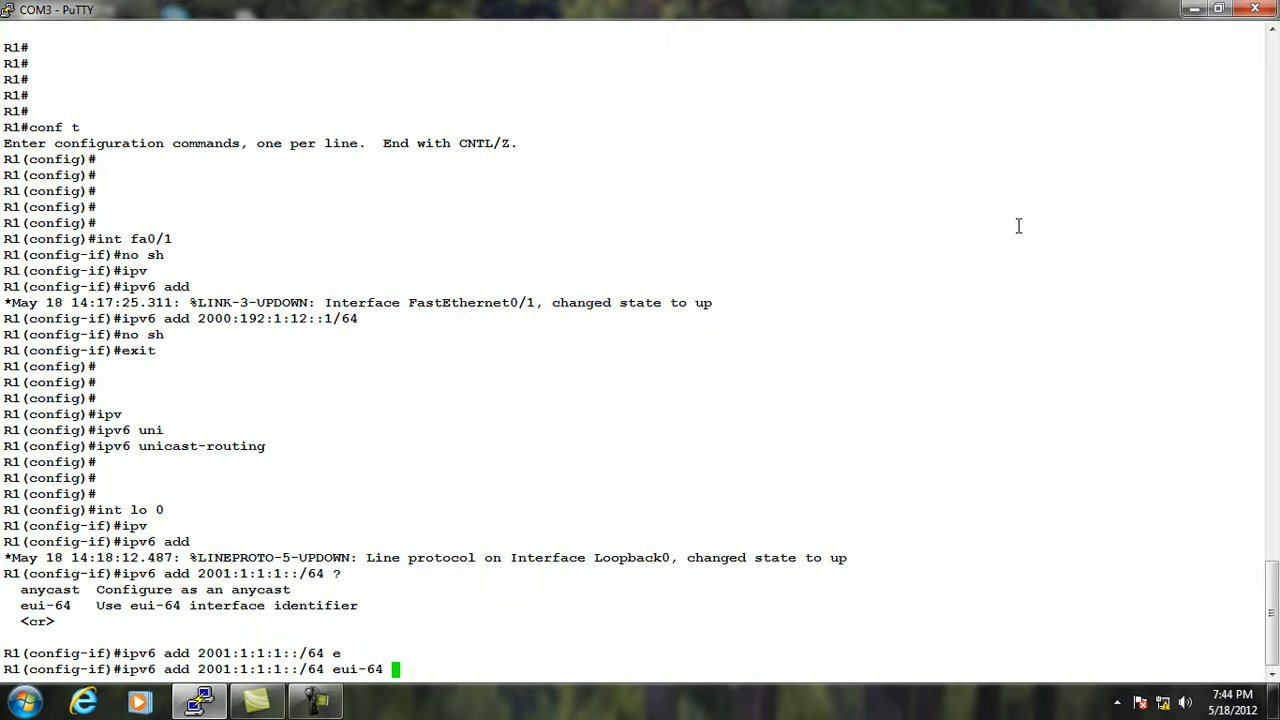 COM3 - PuTTY
R1#
R1#
R1#
R1#
R1#
R1#conf t
Enter configuration commands, one per line.  End with CNTL/Z.
R1(config)#
R1(config)#
R1(config)#
R1(config)#
R1(config)#
R1(config)#int fa0/1
R1(config-if)#no sh
R1(config-if)#ipv
R1(config-if)#ipv6 add
*May 18 14:17:25.311: %LINK-3-UPDOWN: Interface FastEthernet0/1, changed state to up
R1(config-if)#ipv6 add 2000:192:1:12::1/64
R1(config-if)#no sh
R1(config-if)#exit
R1(config)#
R1(config)#
R1(config)#
R1(config)#ipv
R1(config)#ipv6 uni
R1(config)#ipv6 unicast-routing
R1(config)#
R1(config)#
R1(config)#
R1(config)#int lo 0
R1(config-if)#ipv
R1(config-if)#ipv6 add
*May 18 14:18:12.487: %LINEPROTO-5-UPDOWN: Line protocol on Interface Loopback0, changed state to up
R1(config-if)#ipv6 add 2001:1:1:1::/64 ?
  anycast  Configure as an anycast
  eui-64   Use eui-64 interface identifier
  <cr>
R1(config-if)#ipv6 add 2001:1:1:1::/64 e
R1(config-if)#ipv6 add 2001:1:1:1::/64 eui-64
7:44 PM
5/18/2012